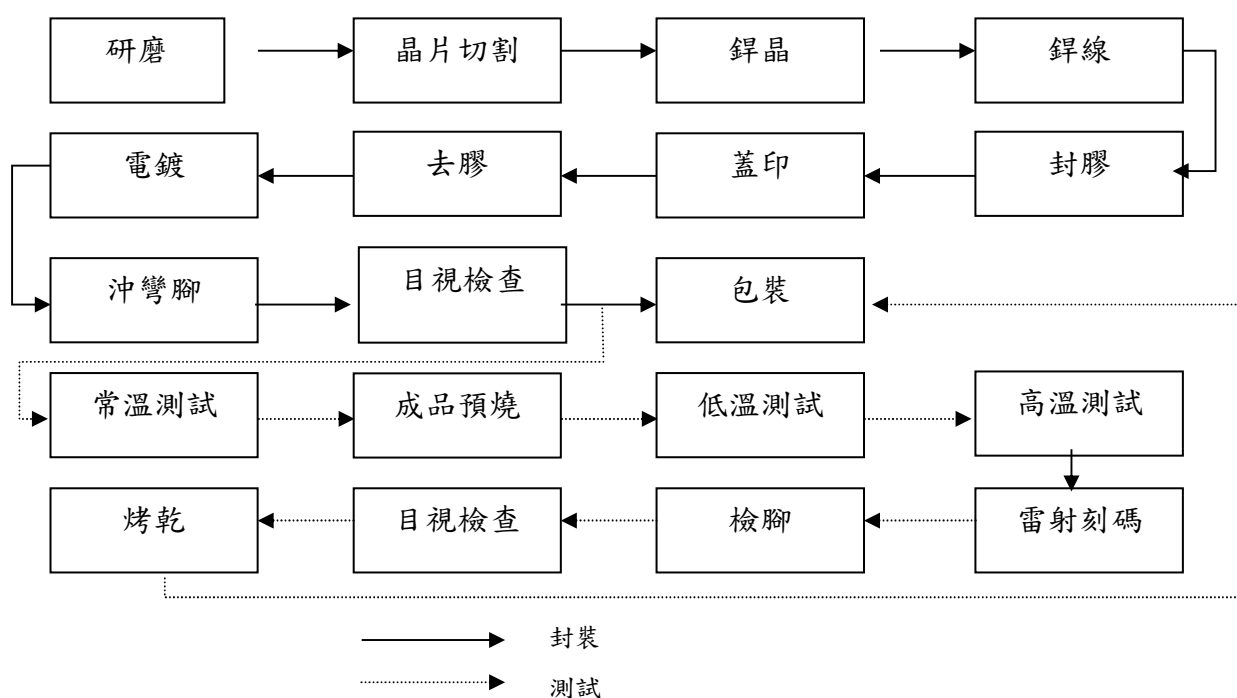 研磨
晶片切割
銲晶
銲線
電鍍
去膠
蓋印
封膠
沖彎腳
目視檢查
包裝
常溫測試
成品預燒
低溫測試
高溫測試
烤乾
目視檢查
檢腳
雷射刻碼
封裝
測試